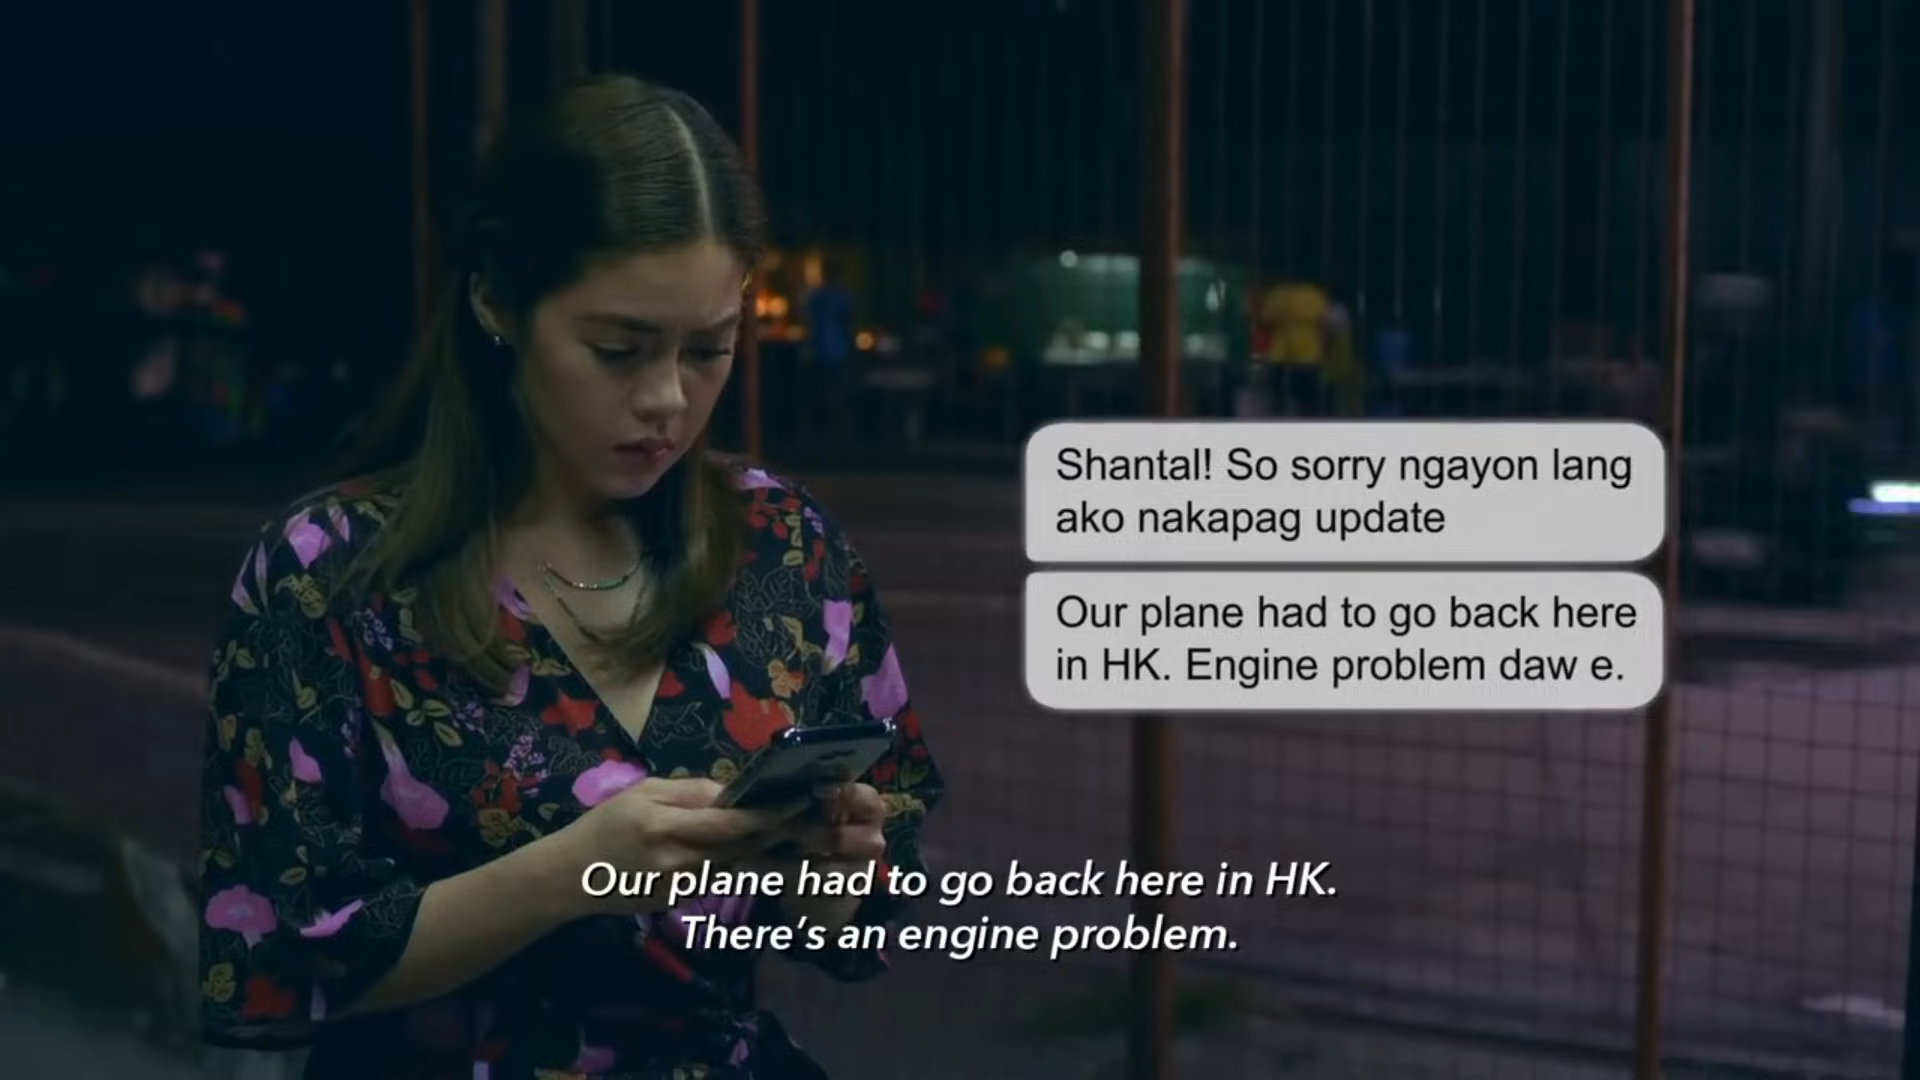 Shantal! So sorry ngayon lang
ako nakapag update
Our plane had to go back here
in HK. Engine problem daw e.
Our plane had to go back here in HK.
There's an engine problem.